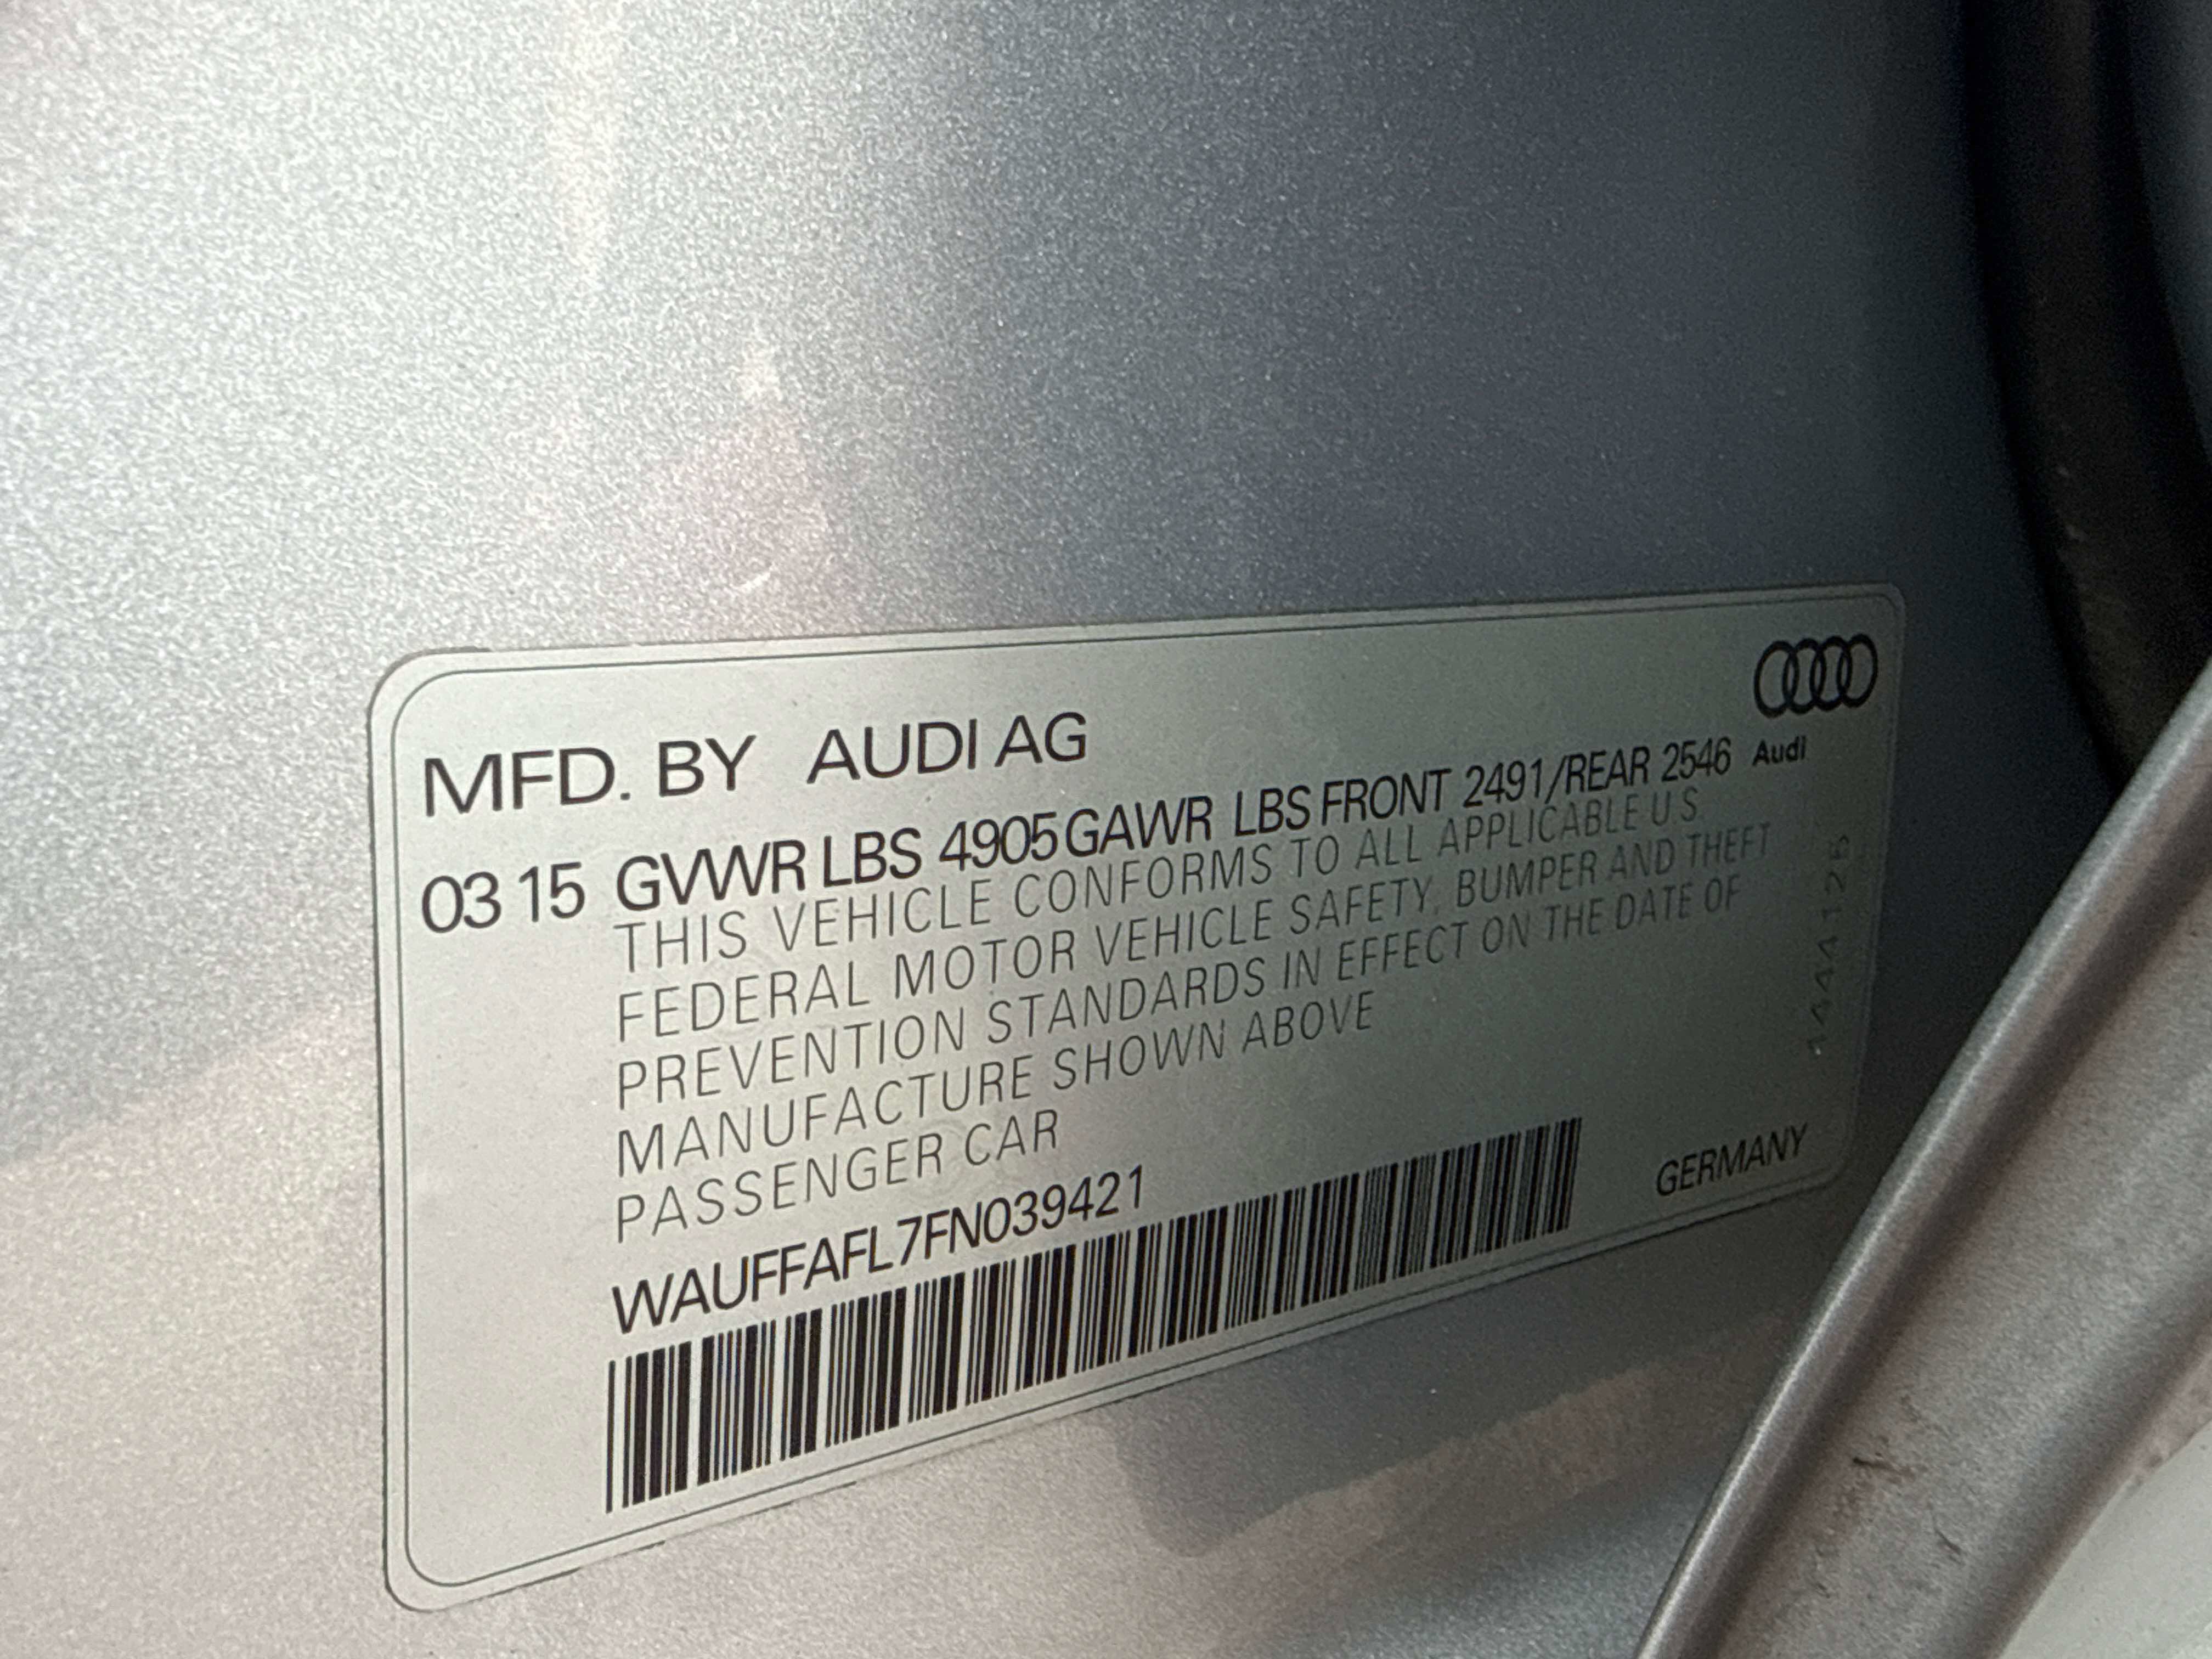 MFD. BY AUDI AG
03 15 GVWR LBS 4905 GAWR LBS FRONT 2491/REAR 2546
Audi
THIS VEHICLE CONFORMS TO ALL APPLICABLE U S
FEDERAL MOTOR VEHICLE SAFETY, BUMPER AND THEFT
PREVENTION STANDARDS IN EFFECT ON THE DATE OF
MANUFACTURE SHOWN ABOVE
PASSENGER CAR
WAUFFAFL7FN039421
GERMANY